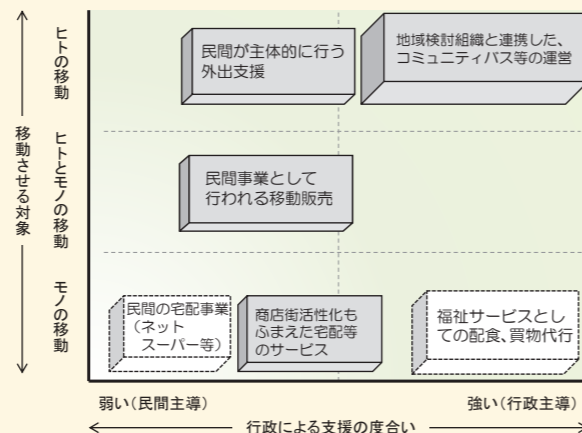 ヒトの移動
民間が主体的に行う
外出支援
地域検討組織と連携した、
コミュニティバス等の運営
移動させる対象
ヒトとモノの移動
民間事業として
行われる移動販売
モノの移動
民間の宅配事業
（ネット
スーパー等）
商店街活性化も
ふまえた宅配等
のサービス
福祉サービスとし
ての配食、買物代行
弱い（民間主導）
強い（行政主導）
行政による支援の度合い